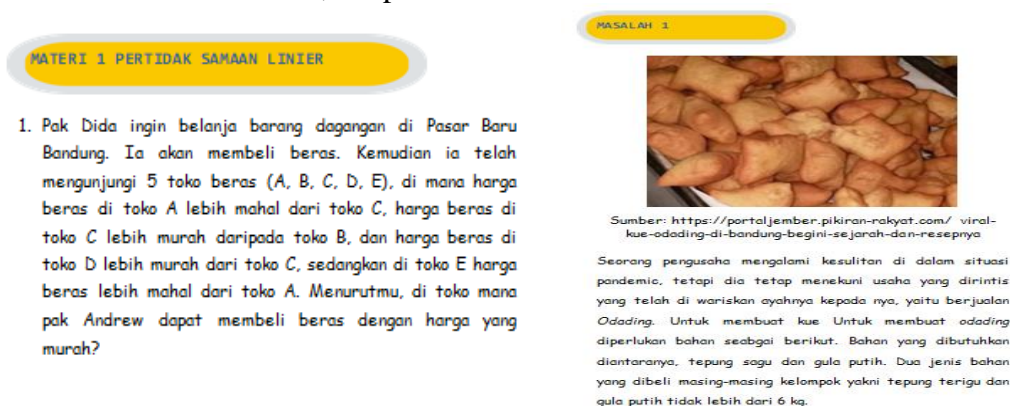 MATERI 1 PERTIDAK SAMAAN LINIER
1. Pak Dida ingin belanja barang dagangan di Pasar Baru
Bandung. Ia akan membeli beras. Kemudian ia telah
mengunjungi 5 toko beras (A, B, C, D, E), di mana harga
beras di toko A lebih mahal dari toko C, harga beras di
toko C lebih murah daripada toko B, dan harga beras di
toko D lebih murah dari toko C, sedangkan di toko E harga
beras lebih mahal dari toko A. Menurutmu, di toko mana
pak Andrew dapat membeli beras dengan harga yang
murah?
MASALAH 1
Sumber: https://portaljember.pikiran-rakyat.com/ viral-
kue-odading-di-bandung-begini-sejarah-dan-resepnya
Seorang pengusaha mengalami kesulitan di dalam situasi
pandemic, tetapi dia tetap menekuni usaha yang dirintis
yang telah di wariskan ayahnya kepada nya, yaitu berjualan
Odading. Untuk membuat kue Untuk membuat odading
diperlukan bahan seabgai berikut. Bahan yang dibutuhkan
diantaranya, tepung sagu dan gula putih. Dua jenis bahan
yang dibeli masing-masing kelompok yakni tepung terigu dan
gula putih tidak lebih dari 6 kg.